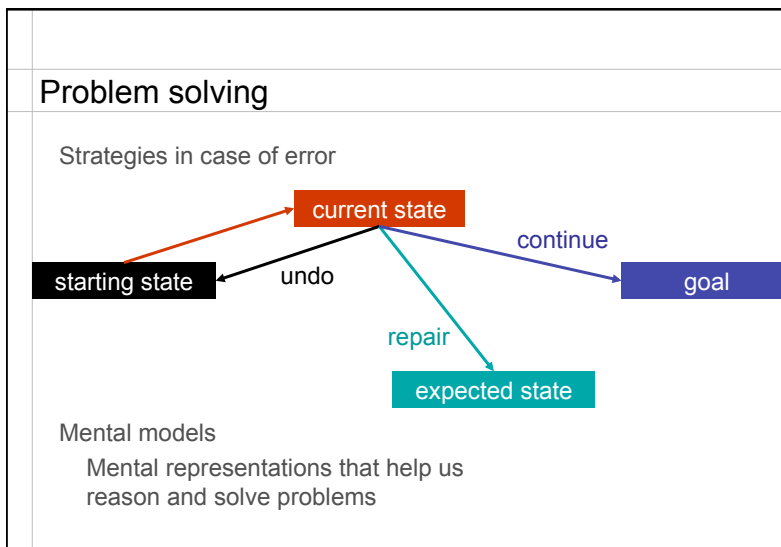 Problem solving
Strategies in case of error
current state
continue
starting state
undo
goal
repair
expected state
Mental models
Mental representations that help us
reason and solve problems